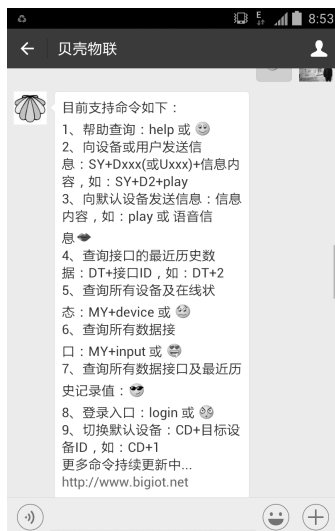 E 8:53
贝壳物联
目前支持命令如下：
1、帮助查询：help 或
2、向设备或用户发送信
息：SY+Dxxx(或Uxxx)+信息内
容，如：SY+D2+play
3、向默认设备发送信息：信息
内容，如：play 或 语音信
息
4、查询接口的最近历史数
据：DT+接口ID，如：DT+2
5、查询所有设备及在线状
态：MY+device 或
6、查询所有数据接
口：MY+input 或
7、查询所有数据接口及最近历
史记录值：
8、登录入口：login 或
9、切换默认设备：CD+目标设
备ID，如：CD+1
更多命令持续更新中...
http://www.bigiot.net